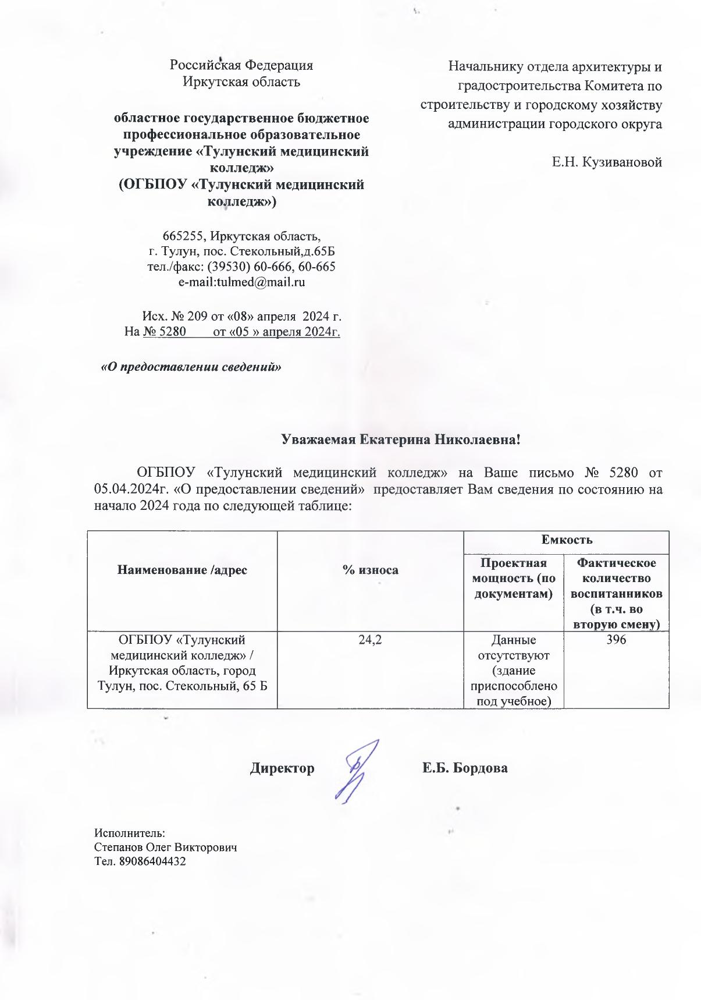 Российская Федерация
Иркутская область
областное государственное бюджетное
профессиональное образовательное
учреждение «Тулунский медицинский
колледж»
(ОГБПОУ «Тулунский медицинский
колледж»)
665255, Иркутская область,
г. Тулун, пос. Стекольный,д.65Б
тел./факс: (39530) 60-666, 60-665
e-mail:tulmed@mail.ru
Исх. № 209 от «08» апреля 2024 г.
На № 5280 от «05 » апреля 2024г.
«О предоставлении сведений»
Начальнику отдела архитектуры и
градостроительства Комитета по
строительству и городскому хозяйству
администрации городского округа
Е.Н. Кузивановой
Уважаемая Екатерина Николаевна!
ОГБПОУ «Тулунский медицинский колледж» на Ваше письмо № 5280 от
05.04.2024г. «О предоставлении сведений» предоставляет Вам сведения по состоянию на
начало 2024 года по следующей таблице:
Наименование /адрес
% износа
Емкость
Проектная
мощность (по
документам)
Фактическое
количество
воспитанников
(в т.ч. во
вторую смену)
ОГБПОУ «Тулунский
медицинский колледж» /
Иркутская область, город
Тулун, пос. Стекольный, 65 Б
24,2
Данные
отсутствуют
(здание
приспособлено
под учебное)
396
Директор Е.Б. Бордова
Исполнитель:
Степанов Олег Викторович
Тел. 89086404432